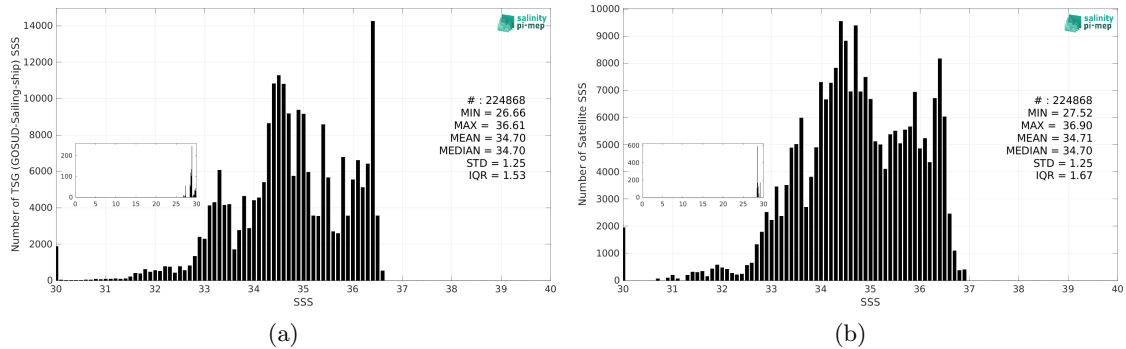 salinity
pi-mep
Number of TSG (GOSUD-Sailing-ship) SSS
14000
12000
10000
8000
6000
4000
2000
0
# : 224868
MIN = 26.66
MAX = 36.61
MEAN = 34.70
MEDIAN = 34.70
STD = 1.25
IQR = 1.53
200
100
0
0 5 10 15 20 25 30
30 31 32 33 34 35 36 37 38 39 40
SSS
(a)
salinity
pi-mep
Number of Satellite SSS
10000
9000
8000
7000
6000
5000
4000
3000
2000
1000
0
# : 224868
MIN = 27.52
MAX = 36.90
MEAN = 34.71
MEDIAN = 34.70
STD = 1.25
IQR = 1.67
600
400
200
0
0 5 10 15 20 25 30
30 31 32 33 34 35 36 37 38 39 40
SSS
(b)